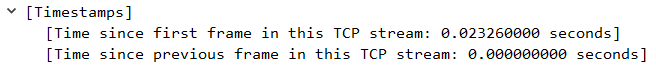 [Timestamps]
[Time since first frame in this TCP stream: 0.023260000 seconds]
[Time since previous frame in this TCP stream: 0.000000000 seconds]